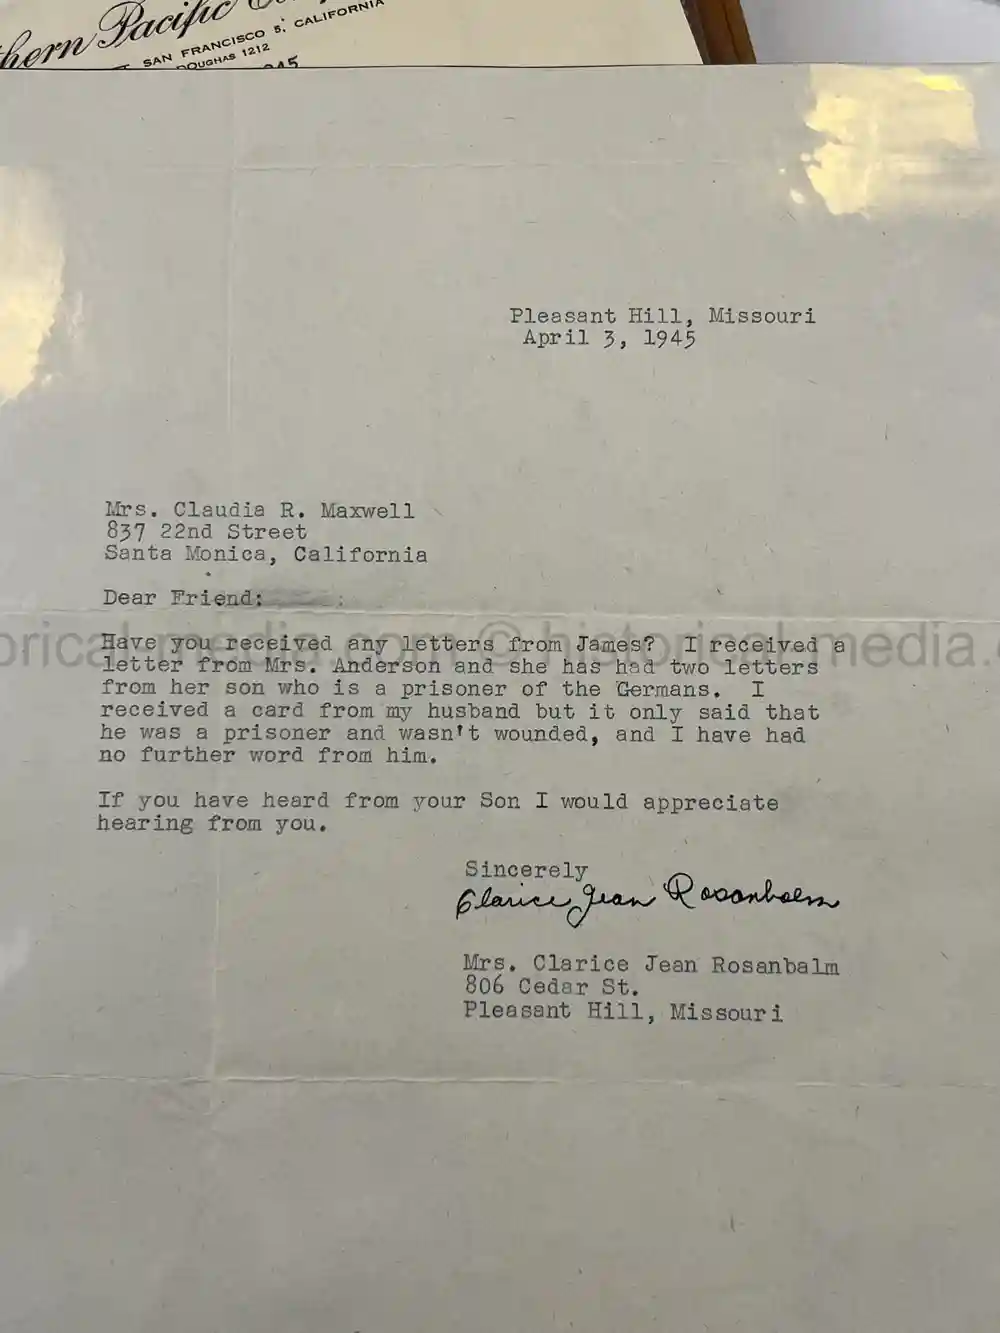 hern Pacific
SAN FRANCISCO 5, CALIFORNIA
DOUGHAS 1212
Pleasant Hill, Missouri
April 3, 1945
Mrs. Claudia R. Maxwell
837 22nd Street
Santa Monica, California
Dear Friend:
Have you received any letters from James?  I received a
letter from Mrs. Anderson and she has had two letters
from her son who is a prisoner of the Germans.  I
received a card from my husband but it only said that
he was a prisoner and wasn't wounded, and I have had
no further word from him.
If you have heard from your Son I would appreciate
hearing from you.
Sincerely
Clarice Jean Rosanbalm
Mrs. Clarice Jean Rosanbalm
806 Cedar St.
Pleasant Hill, Missouri
©historicalmedia.